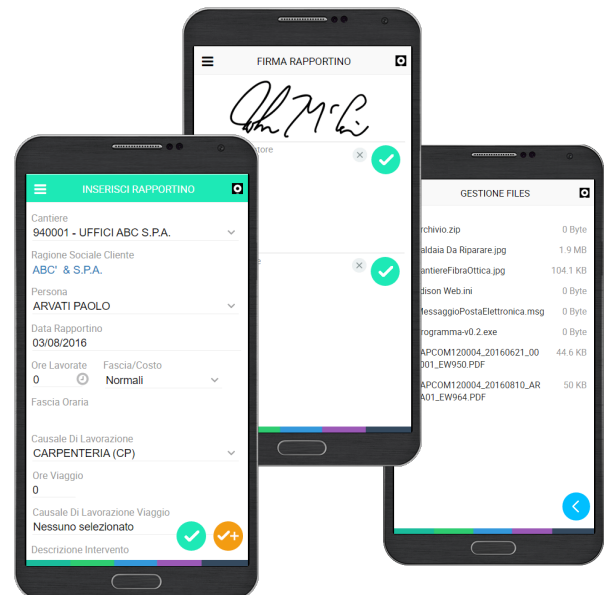 FIRMA RAPPORTINO
INSERISCI RAPPORTINO
Cantiere
940001 - UFFICI ABC S.P.A.
Ragione Sociale Cliente
ABC' & S.P.A.
Persona
ARVATI PAOLO
Data Rapportino
03/08/2016
Ore Lavorate Fascia/Costo
0 Normali
Fascia Oraria
Causale Di Lavorazione
CARPENTERIA (CP)
Ore Viaggio
0
Causale Di Lavorazione Viaggio
Nessuno selezionato
Descrizione Intervento
GESTIONE FILES
rchivio.zip 0 Byte
aldaia Da Riparare.jpg 1.9 MB
antiereFibraOttica.jpg 104.1 KB
dison Web.ini 0 Byte
MessaggioPostaElettronica.msg 0 Byte
rogramma-v0.2.exe 0 Byte
APCOM120004_20160621_00 44.6 KB
001_EW950.PDF
APCOM120004_20160810_AR 50 KB
A01_EW964.PDF